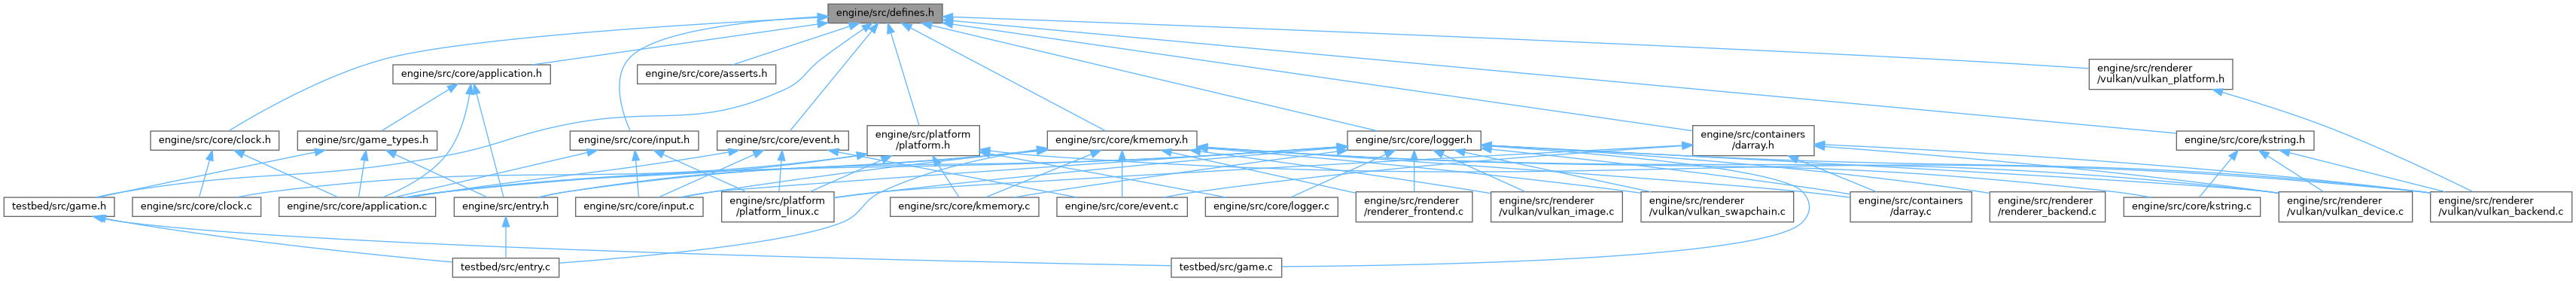 engine/src/defines.h
engine/src/core/application.h
engine/src/core/asserts.h
engine/src/renderer
/vulkan/vulkan_platform.h
engine/src/core/clock.h
engine/src/game_types.h
engine/src/core/input.h
engine/src/core/event.h
engine/src/platform
/platform.h
engine/src/core/kmemory.h
engine/src/core/logger.h
engine/src/containers
/darray.h
engine/src/core/kstring.h
testbed/src/game.h
engine/src/core/clock.c
engine/src/core/application.c
engine/src/entry.h
engine/src/core/input.c
engine/src/platform
/platform_linux.c
engine/src/core/kmemory.c
engine/src/core/event.c
engine/src/core/logger.c
engine/src/renderer
/renderer_frontend.c
engine/src/renderer
/vulkan/vulkan_image.c
engine/src/renderer
/vulkan/vulkan_swapchain.c
engine/src/containers
/darray.c
engine/src/renderer
/renderer_backend.c
engine/src/core/kstring.c
engine/src/renderer
/vulkan/vulkan_device.c
engine/src/renderer
/vulkan/vulkan_backend.c
testbed/src/entry.c
testbed/src/game.c